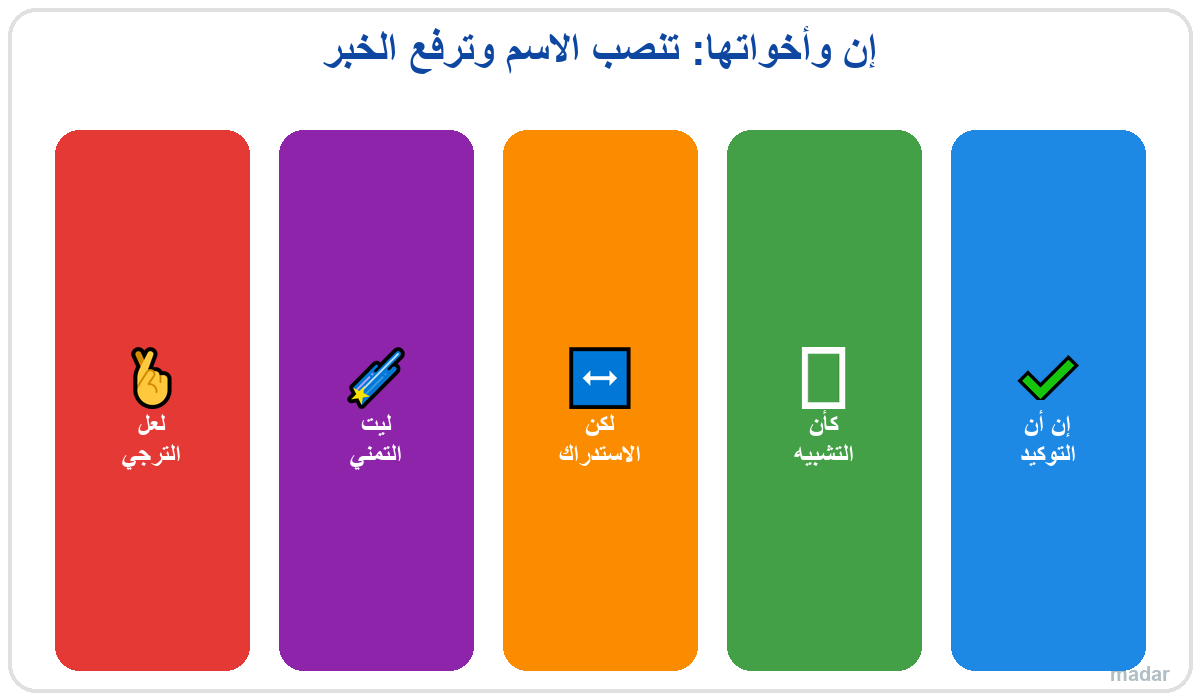 إن وأخواتها: تنصب الاسم وترفع الخبر
إن أن
التوكيد
كأن
التشبيه
لكن
الاستدراك
ليت
التمني
لعل
الترجي
madar